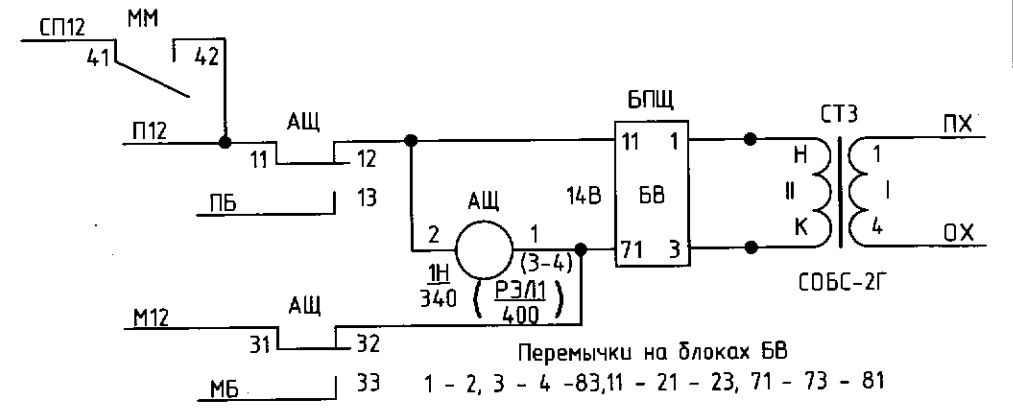 СП12
ММ
41
42
БПЩ
СТ3
П12
АЩ
11
12
11
1
Н
1
ПХ
ПБ
13
14В
БВ
II
I
АЩ
2
1
71
3
К
4
ОХ
(3-4)
1Н
340
(РЭЛ1
400)
СОБС-2Г
М12
АЩ
31
32
Перемычки на блоках БВ
МБ
33
1 - 2, 3 - 4 -83,11 - 21 - 23, 71 - 73 - 81